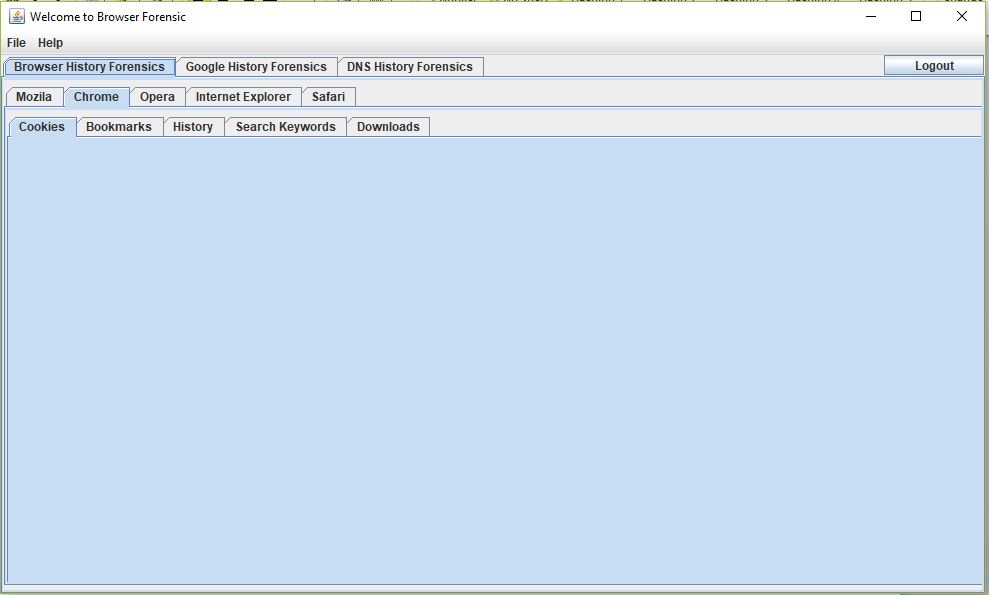 Welcome to Browser Forensic
File Help
Browser History Forensics Google History Forensics DNS History Forensics Logout
Mozila Chrome Opera Internet Explorer Safari
Cookies Bookmarks History Search Keywords Downloads